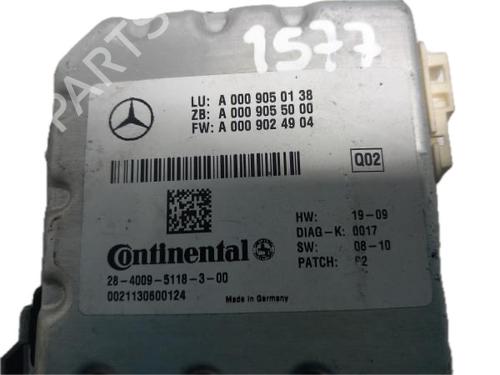 1577
LU: A 000 905 01 38
ZB: A 000 905 50 00
FW: A 000 902 49 04
Q02
HW: 19-09
DIAG-K: 0017
SW: 08-10
PATCH: 02
Continental
28-4009-5118-3-00
0021130600124
Made in Germany